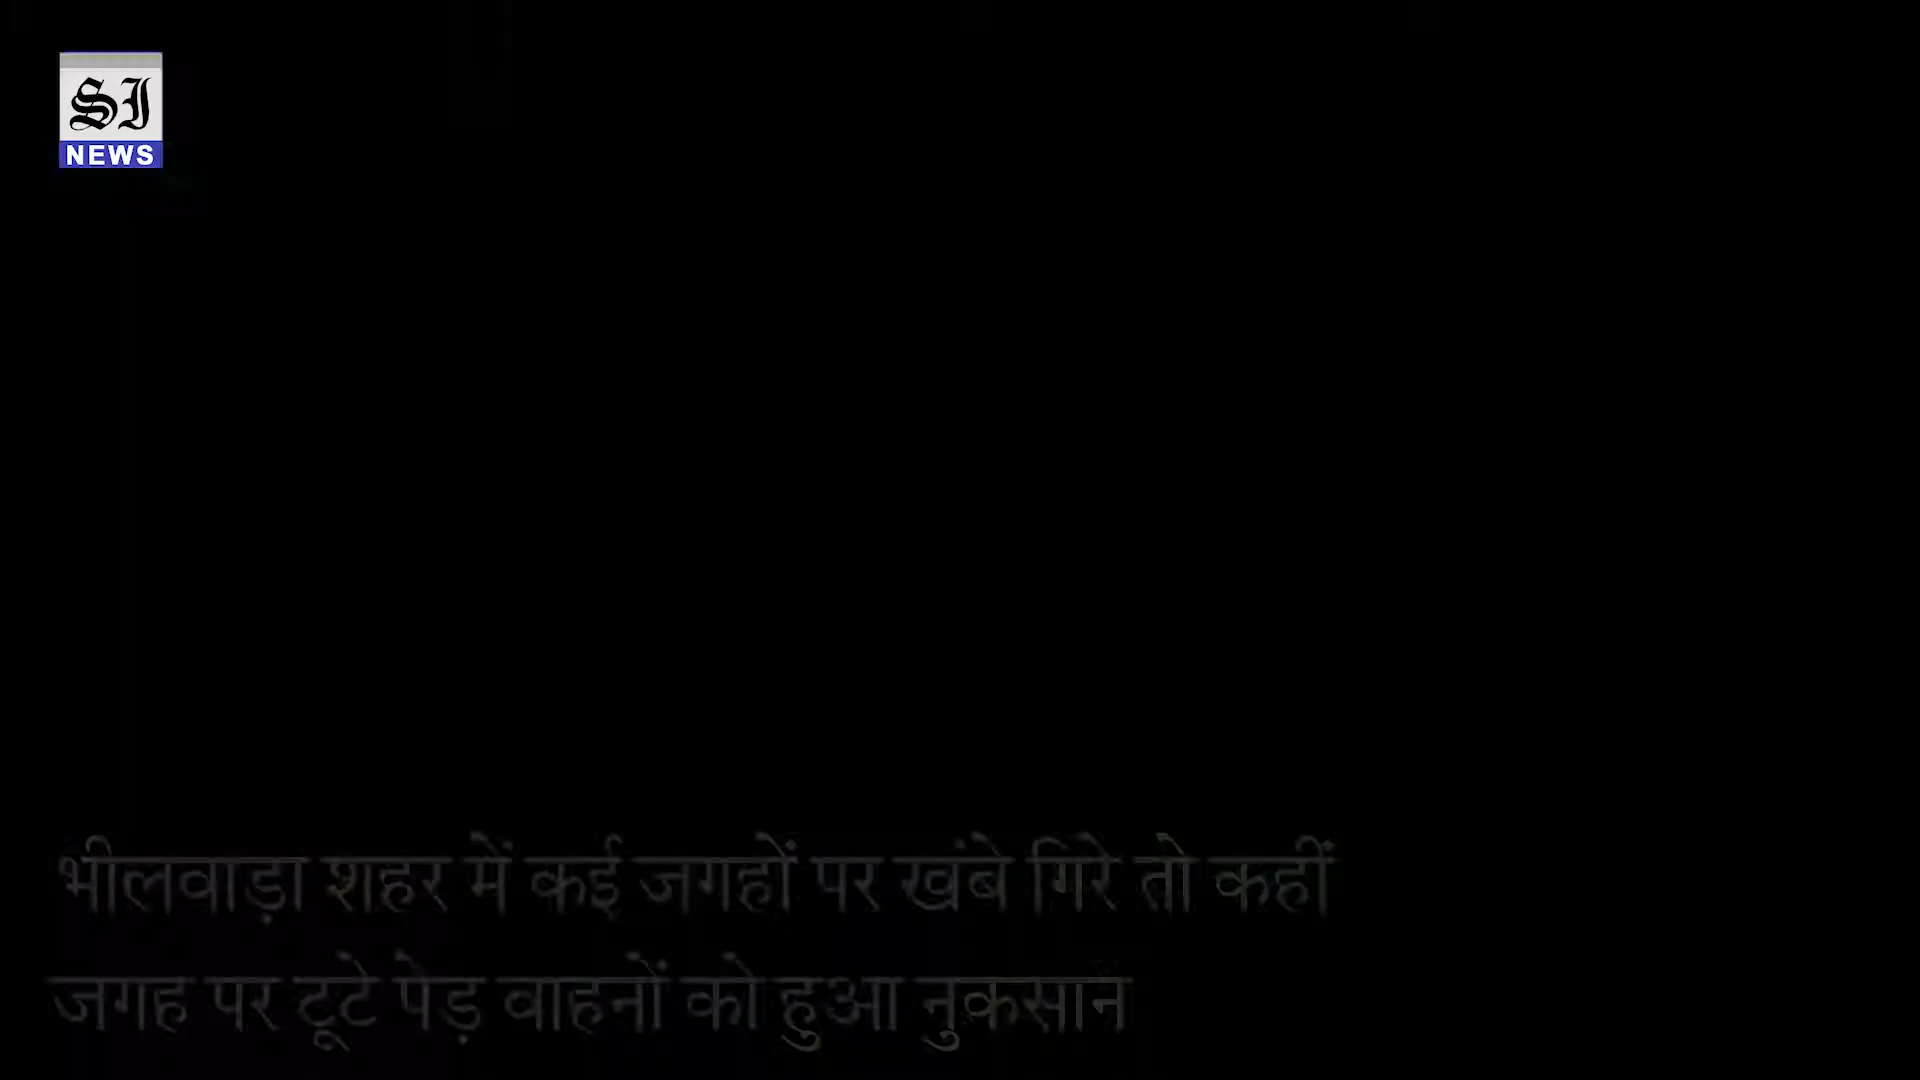 SJ
NEWS
भीलवाड़ा शहर में कई जगहों पर खंबे गिरे तो कहीं
जगह पर टूटे पेड़ वाहनों को हुआ नुकसान